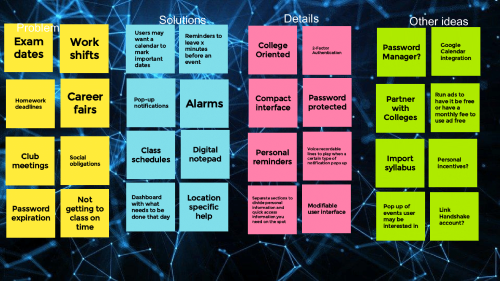 Problem
Exam
dates
Work
shifts
Homework
deadlines
Career
fairs
Club
meetings
Social
obligations
Password
expiration
Not
getting to
class on
time
Solutions
Users may
want a
calendar to
mark
important
dates
Reminders to
leave x
minutes
before an
event
Pop-up
notifications
Alarms
Class
schedules
Digital
notepad
Dashboard
with what
needs to be
done that day
Location
specific
help
Details
College
Oriented
2-Factor
Authentication
Compact
interface
Password
protected
Personal
reminders
Voice recordable
lines to play when a
certain type of
notification pops up
Separate sections to
divide personal
information and
quick access
information you
need on the spot
Modifiable
user interface
Other ideas
Password
Manager?
Google
Calendar
integration
Partner
with
Colleges
Run ads to
have it be free
or have a
monthly fee to
use ad free
Import
syllabus
Personal
incentives?
Pop up of
events user
may be
interested in
Link
Handshake
account?